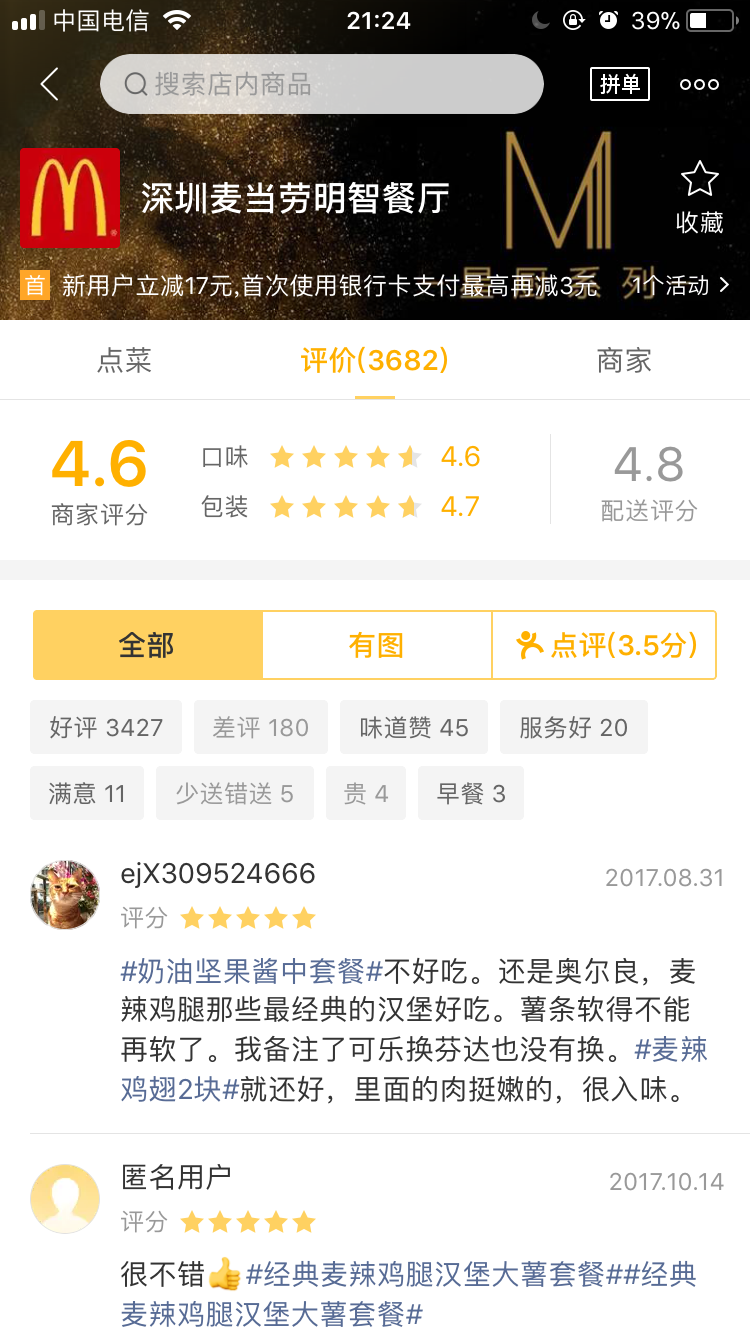 中国电信 21:24 39%
搜索店内商品 拼单
深圳麦当劳明智餐厅
收藏
星厨系列
首 新用户立减17元,首次使用银行卡支付最高再减3元 1个活动
点菜 评价(3682) 商家
4.6 口味 4.6 4.8
商家评分 包装 4.7 配送评分
全部 有图 点评(3.5分)
好评 3427 差评 180 味道赞 45 服务好 20
满意 11 少送错送 5 贵 4 早餐 3
ejX309524666 2017.08.31
评分
#奶油坚果酱中套餐#不好吃。还是奥尔良，麦
辣鸡腿那些最经典的汉堡好吃。薯条软得不能
再软了。我备注了可乐换芬达也没有换。#麦辣
鸡翅2块#就还好，里面的肉挺嫩的，很入味。
匿名用户 2017.10.14
评分
很不错👍#经典麦辣鸡腿汉堡大薯套餐##经典
麦辣鸡腿汉堡大薯套餐#